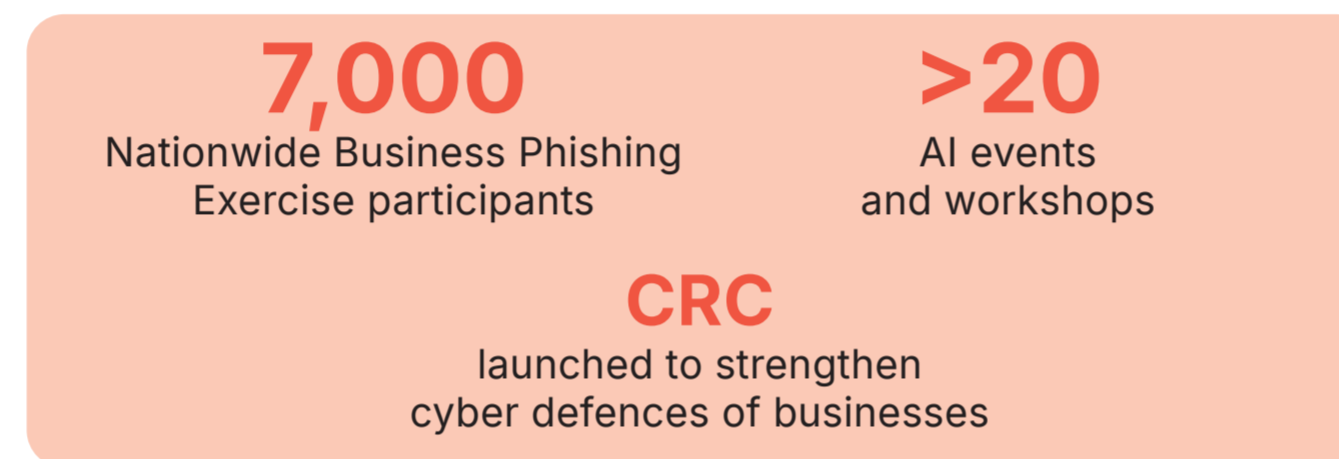 7,000
Nationwide Business Phishing
Exercise participants
>20
AI events
and workshops
CRC
launched to strengthen
cyber defences of businesses